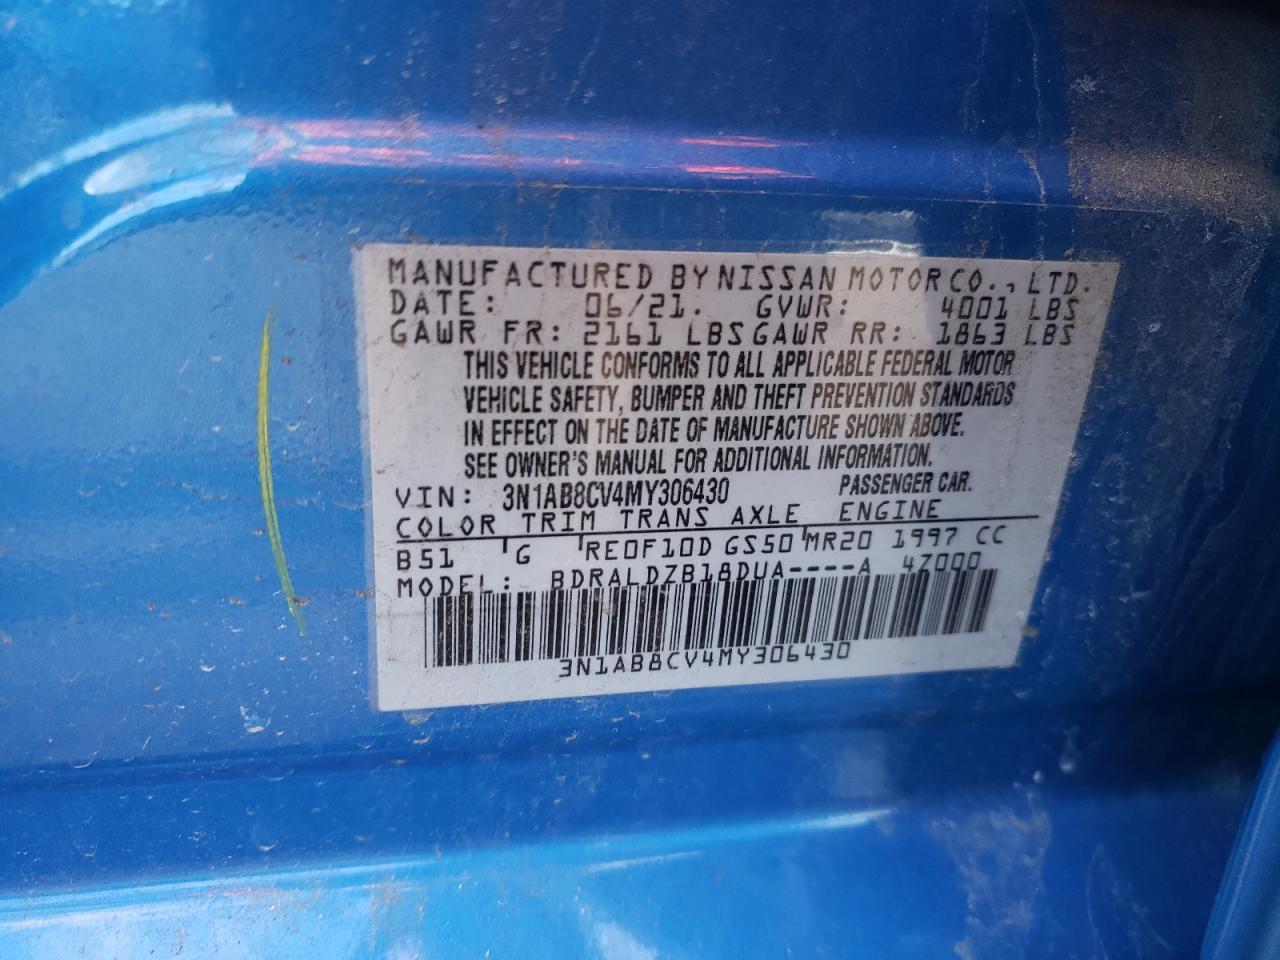 MANUFACTURED BY NISSAN MOTOR CO., LTD.
DATE: 06/21. GVWR: 4001 LBS
GAWR FR: 2161 LBS GAWR RR: 1863 LBS
THIS VEHICLE CONFORMS TO ALL APPLICABLE FEDERAL MOTOR
VEHICLE SAFETY, BUMPER AND THEFT PREVENTION STANDARDS
IN EFFECT ON THE DATE OF MANUFACTURE SHOWN ABOVE.
SEE OWNER'S MANUAL FOR ADDITIONAL INFORMATION.
VIN: 3N1AB8CV4MY306430 PASSENGER CAR.
COLOR TRIM TRANS AXLE ENGINE
B51 G RE0F10D GS50 MR20 1997 CC
MODEL: BDRALDZB18DUA----A 47000
3N1AB8CV4MY306430